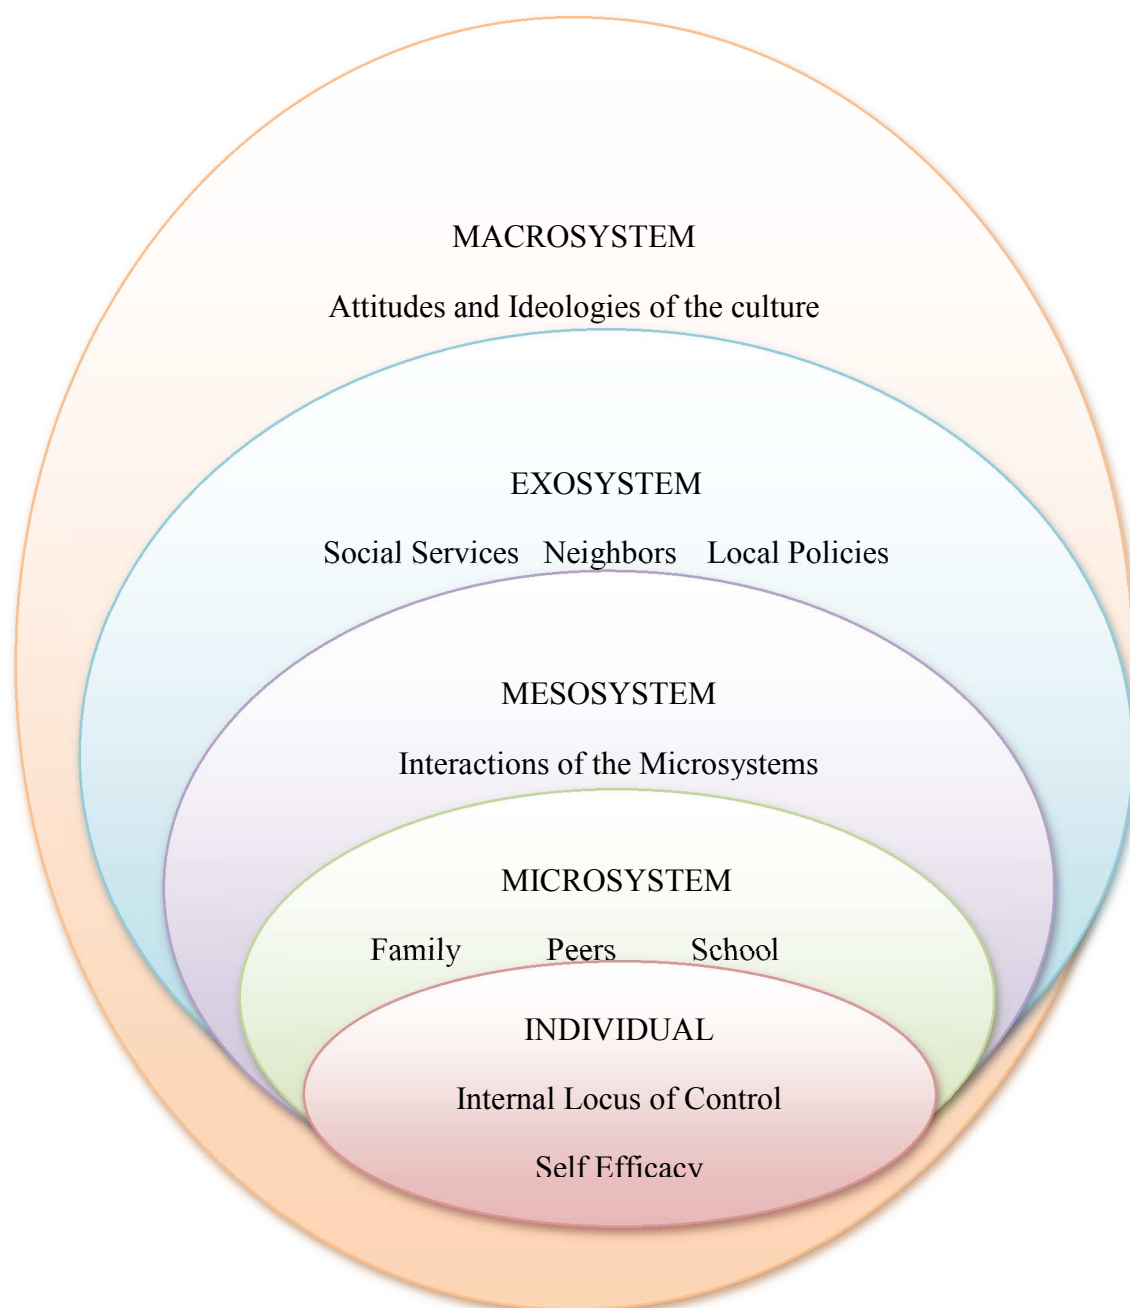 MACROSYSTEM
Attitudes and Ideologies of the culture
EXOSYSTEM
Social Services Neighbors Local Policies
MESOSYSTEM
Interactions of the Microsystems
MICROSYSTEM
Family Peers School
INDIVIDUAL
Internal Locus of Control
Self Efficacy